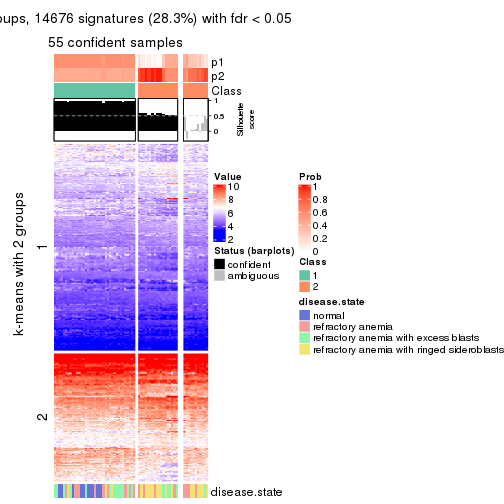 oups, 14676 signatures (28.3%) with fdr < 0.05
55 confident samples
p1
p2
Class
1
0.5
0
Silhouette
score
k-means with 2 groups
1
2
Value
10
8
6
4
2
Status (barplots)
confident
ambiguous
Prob
1
0.8
0.6
0.4
0.2
0
Class
1
2
disease.state
normal
refractory anemia
refractory anemia with excess blasts
refractory anemia with ringed sideroblasts
disease.state